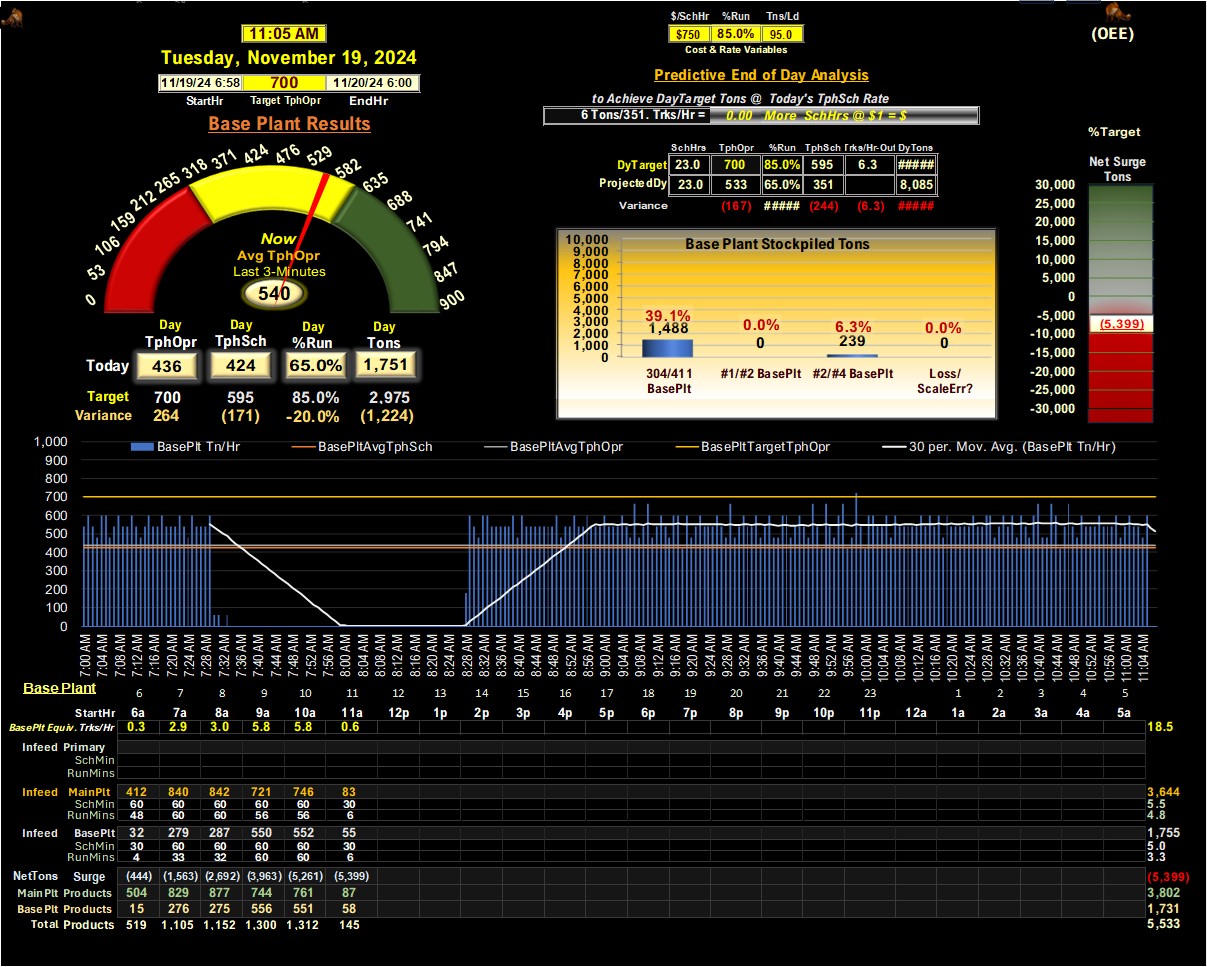 $/SchHr %Run Tns/Ld
11:05 AM
$750 85.0% 95.0
(OEE)
Cost & Rate Variables
Tuesday, November 19, 2024
Predictive End of Day Analysis
11/19/24 6:58 700 11/20/24 6:00
StartHr Target TphOpr EndHr
to Achieve DayTarget Tons @ Today's TphSch Rate
6 Tons/351. Trks/Hr = 0.00 More SchHrs @ $1 = $
Base Plant Results
%Target
SchHrs TphOpr %Run TphSch Trks/Hr-Out DyTons
DyTarget 23.0 700 85.0% 595 6.3 #####
ProjectedDy 23.0 533 65.0% 351 8,085
Variance (167) ##### (244) (6.3) #####
Net Surge
Tons
30,000
25,000
20,000
15,000
10,000
5,000
0
-5,000
(5,399)
-10,000
-15,000
-20,000
-25,000
-30,000
0 53 106 159 212 265 318 371 424 476 529 582 635 688 741 794 847 900
Now
Avg TphOpr
Last 3-Minutes
540
Base Plant Stockpiled Tons
10,000
9,000
8,000
7,000
6,000
5,000
4,000
3,000
2,000
1,000
0
39.1% 0.0% 6.3% 0.0%
1,488 0 239 0
304/411 #1/#2 BasePlt #2/#4 BasePlt Loss/
BasePlt ScaleErr?
Day Day Day Day
TphOpr TphSch %Run Tons
Today 436 424 65.0% 1,751
Target 700 595 85.0% 2,975
Variance 264 (171) -20.0% (1,224)
BasePlt Tn/Hr BasePltAvgTphSch BasePltAvgTphOpr BasePltTargetTphOpr 30 per. Mov. Avg. (BasePlt Tn/Hr)
1,000
900
800
700
600
500
400
300
200
100
0
7:00 AM 7:04 AM 7:08 AM 7:12 AM 7:16 AM 7:20 AM 7:24 AM 7:28 AM 7:32 AM 7:36 AM 7:40 AM 7:44 AM 7:48 AM 7:52 AM 7:56 AM 8:00 AM 8:04 AM 8:08 AM 8:12 AM 8:16 AM 8:20 AM 8:24 AM 8:28 AM 8:32 AM 8:36 AM 8:40 AM 8:44 AM 8:48 AM 8:52 AM 8:56 AM 9:00 AM 9:04 AM 9:08 AM 9:12 AM 9:16 AM 9:20 AM 9:24 AM 9:28 AM 9:32 AM 9:36 AM 9:40 AM 9:44 AM 9:48 AM 9:52 AM 9:56 AM 10:00 AM 10:04 AM 10:08 AM 10:12 AM 10:16 AM 10:20 AM 10:24 AM 10:28 AM 10:32 AM 10:36 AM 10:40 AM 10:44 AM 10:48 AM 10:52 AM 10:56 AM 11:00 AM 11:04 AM
Base Plant 6 7 8 9 10 11 12 13 14 15 16 17 18 19 20 21 22 23 1 2 3 4 5
StartHr 6a 7a 8a 9a 10a 11a 12p 1p 2p 3p 4p 5p 6p 7p 8p 9p 10p 11p 12a 1a 2a 3a 4a 5a
BasePlt Equiv. Trks/Hr 0.3 2.9 3.0 5.8 5.8 0.6 18.5
Infeed Primary
SchMin
RunMins
Infeed MainPlt 412 840 842 721 746 83 3,644
SchMin 60 60 60 60 60 30 5.5
RunMins 48 60 60 56 56 6 4.8
Infeed BasePlt 32 279 287 550 552 55 1,755
SchMin 30 60 60 60 60 30 5.0
RunMins 4 33 32 60 60 6 3.3
NetTons Surge (444) (1,563) (2,692) (3,963) (5,261) (5,399) (5,399)
MainPlt Products 504 829 877 744 761 87 3,802
BasePlt Products 15 276 275 556 551 58 1,731
Total Products 519 1,105 1,152 1,300 1,312 145 5,533